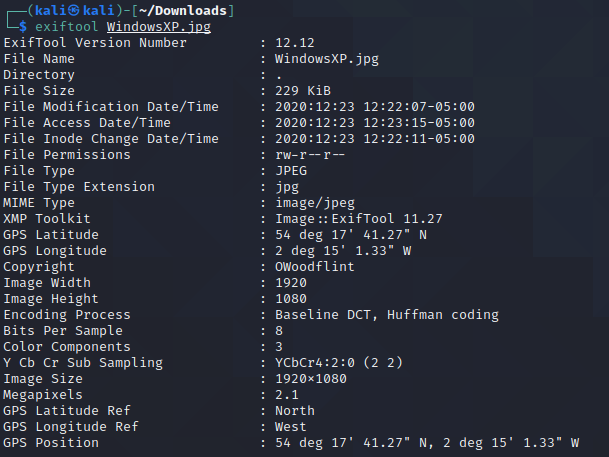 ┌──(kali㉿kali)-[~/Downloads]
└─$ exiftool WindowsXP.jpg
ExifTool Version Number         : 12.12
File Name                       : WindowsXP.jpg
Directory                       : .
File Size                       : 229 KiB
File Modification Date/Time     : 2020:12:23 12:22:07-05:00
File Access Date/Time           : 2020:12:23 12:23:15-05:00
File Inode Change Date/Time     : 2020:12:23 12:22:11-05:00
File Permissions                : rw-r--r--
File Type                       : JPEG
File Type Extension             : jpg
MIME Type                       : image/jpeg
XMP Toolkit                     : Image::ExifTool 11.27
GPS Latitude                    : 54 deg 17' 41.27" N
GPS Longitude                   : 2 deg 15' 1.33" W
Copyright                       : OWoodflint
Image Width                     : 1920
Image Height                    : 1080
Encoding Process                : Baseline DCT, Huffman coding
Bits Per Sample                 : 8
Color Components                : 3
Y Cb Cr Sub Sampling            : YCbCr4:2:0 (2 2)
Image Size                      : 1920×1080
Megapixels                      : 2.1
GPS Latitude Ref                : North
GPS Longitude Ref               : West
GPS Position                    : 54 deg 17' 41.27" N, 2 deg 15' 1.33" W